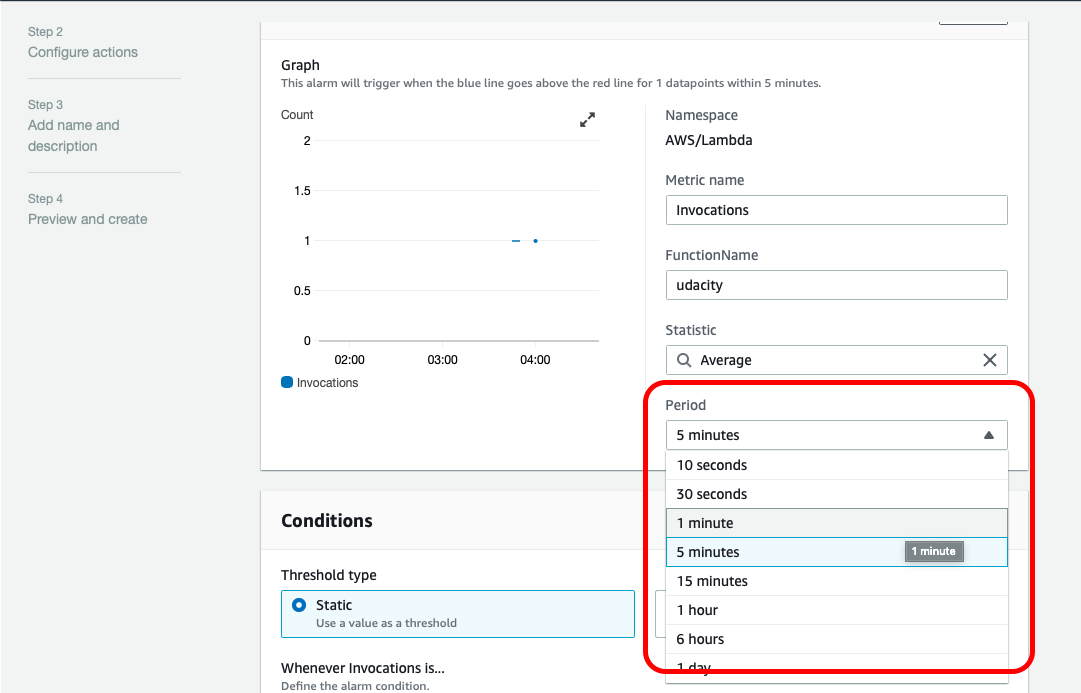 Step 2
Configure actions
Step 3
Add name and
description
Step 4
Preview and create
Graph
This alarm will trigger when the blue line goes above the red line for 1 datapoints within 5 minutes.
Count
2
1.5
1
0.5
0
02:00 03:00 04:00
Invocations
Namespace
AWS/Lambda
Metric name
Invocations
FunctionName
udacity
Statistic
Average
Period
5 minutes
10 seconds
30 seconds
1 minute
5 minutes
1 minute
15 minutes
1 hour
6 hours
1 day
Conditions
Threshold type
Static
Use a value as a threshold
Whenever Invocations is...
Define the alarm condition.